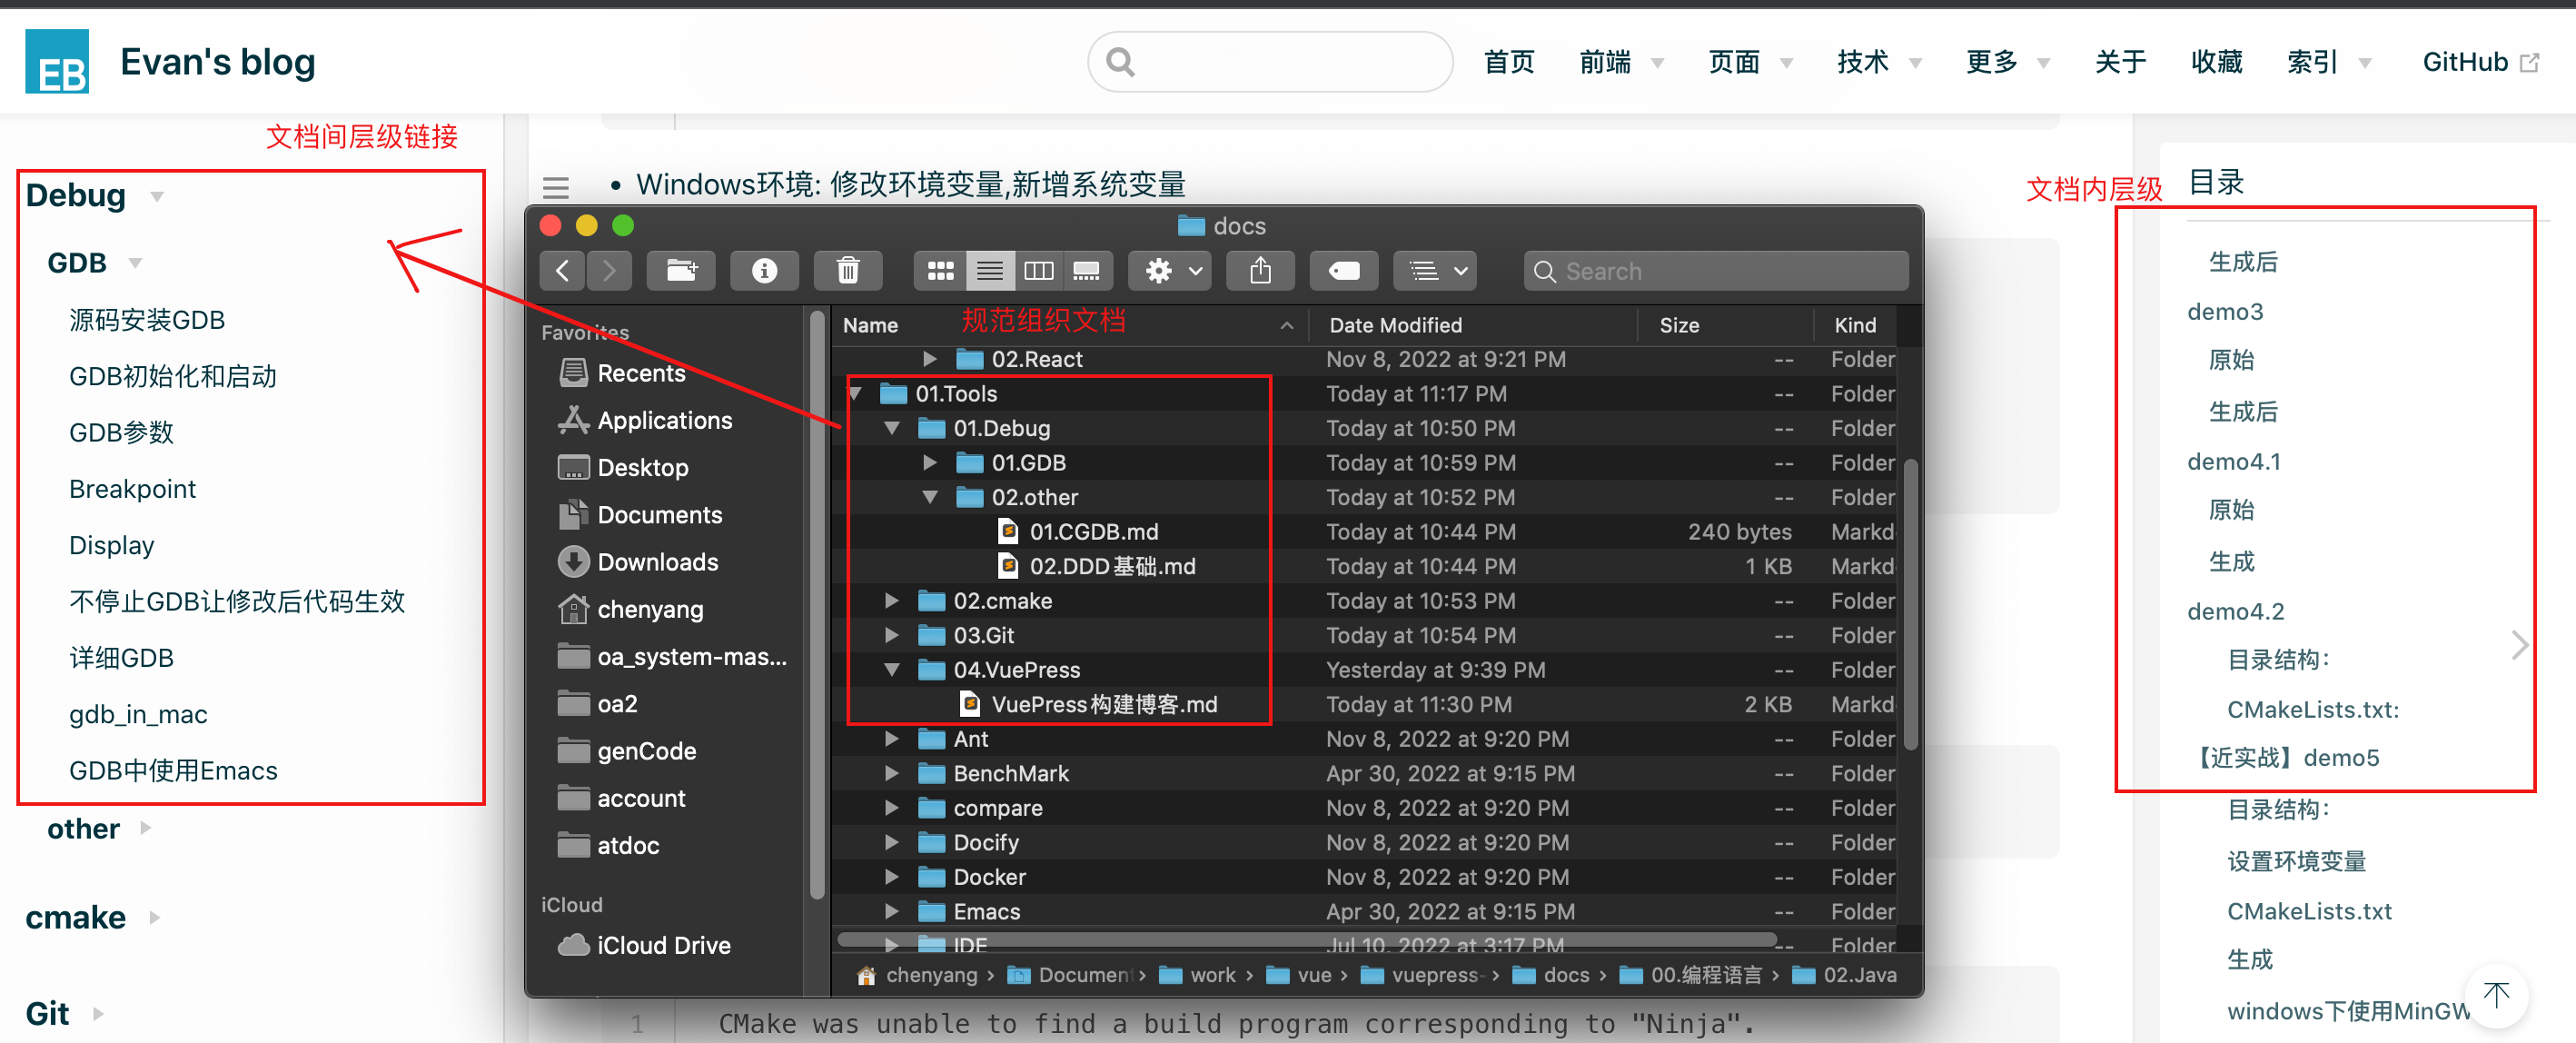 EB
Evan's blog
首页
前端
页面
技术
更多
关于
收藏
索引
GitHub
文档间层级链接
Debug
GDB
源码安装GDB
GDB初始化和启动
GDB参数
Breakpoint
Display
不停止GDB让修改后代码生效
详细GDB
gdb_in_mac
GDB中使用Emacs
other
cmake
Git
• Windows环境: 修改环境变量,新增系统变量
docs
Search
Favorites
Recents
Applications
Desktop
Documents
Downloads
chenyang
oa_system-mas...
oa2
genCode
account
atdoc
iCloud
iCloud Drive
规范组织文档
Name Date Modified Size Kind
02.React Nov 8, 2022 at 9:21 PM -- Folder
01.Tools Today at 11:17 PM -- Folder
01.Debug Today at 10:50 PM -- Folder
01.GDB Today at 10:59 PM -- Folder
02.other Today at 10:52 PM -- Folder
01.CGDB.md Today at 10:44 PM 240 bytes Markd
02.DDD基础.md Today at 10:44 PM 1 KB Markd
02.cmake Today at 10:53 PM -- Folder
03.Git Today at 10:54 PM -- Folder
04.VuePress Yesterday at 9:39 PM -- Folder
VuePress构建博客.md Today at 11:30 PM 2 KB Markd
Ant Nov 8, 2022 at 9:20 PM -- Folder
BenchMark Apr 30, 2022 at 9:15 PM -- Folder
compare Nov 8, 2022 at 9:20 PM -- Folder
Docify Nov 8, 2022 at 9:20 PM -- Folder
Docker Nov 8, 2022 at 9:20 PM -- Folder
Emacs Apr 30, 2022 at 9:15 PM -- Folder
IDE Jul 10, 2022 at 3:17 PM -- Folder
chenyang › Document › work › vue › vuepress- › docs › 00.编程语言 › 02.Java
1 CMake was unable to find a build program corresponding to "Ninja".
文档内层级
目录
生成后
demo3
原始
生成后
demo4.1
原始
生成
demo4.2
目录结构：
CMakeLists.txt:
【近实战】demo5
目录结构：
设置环境变量
CMakeLists.txt
生成
windows下使用MinGW